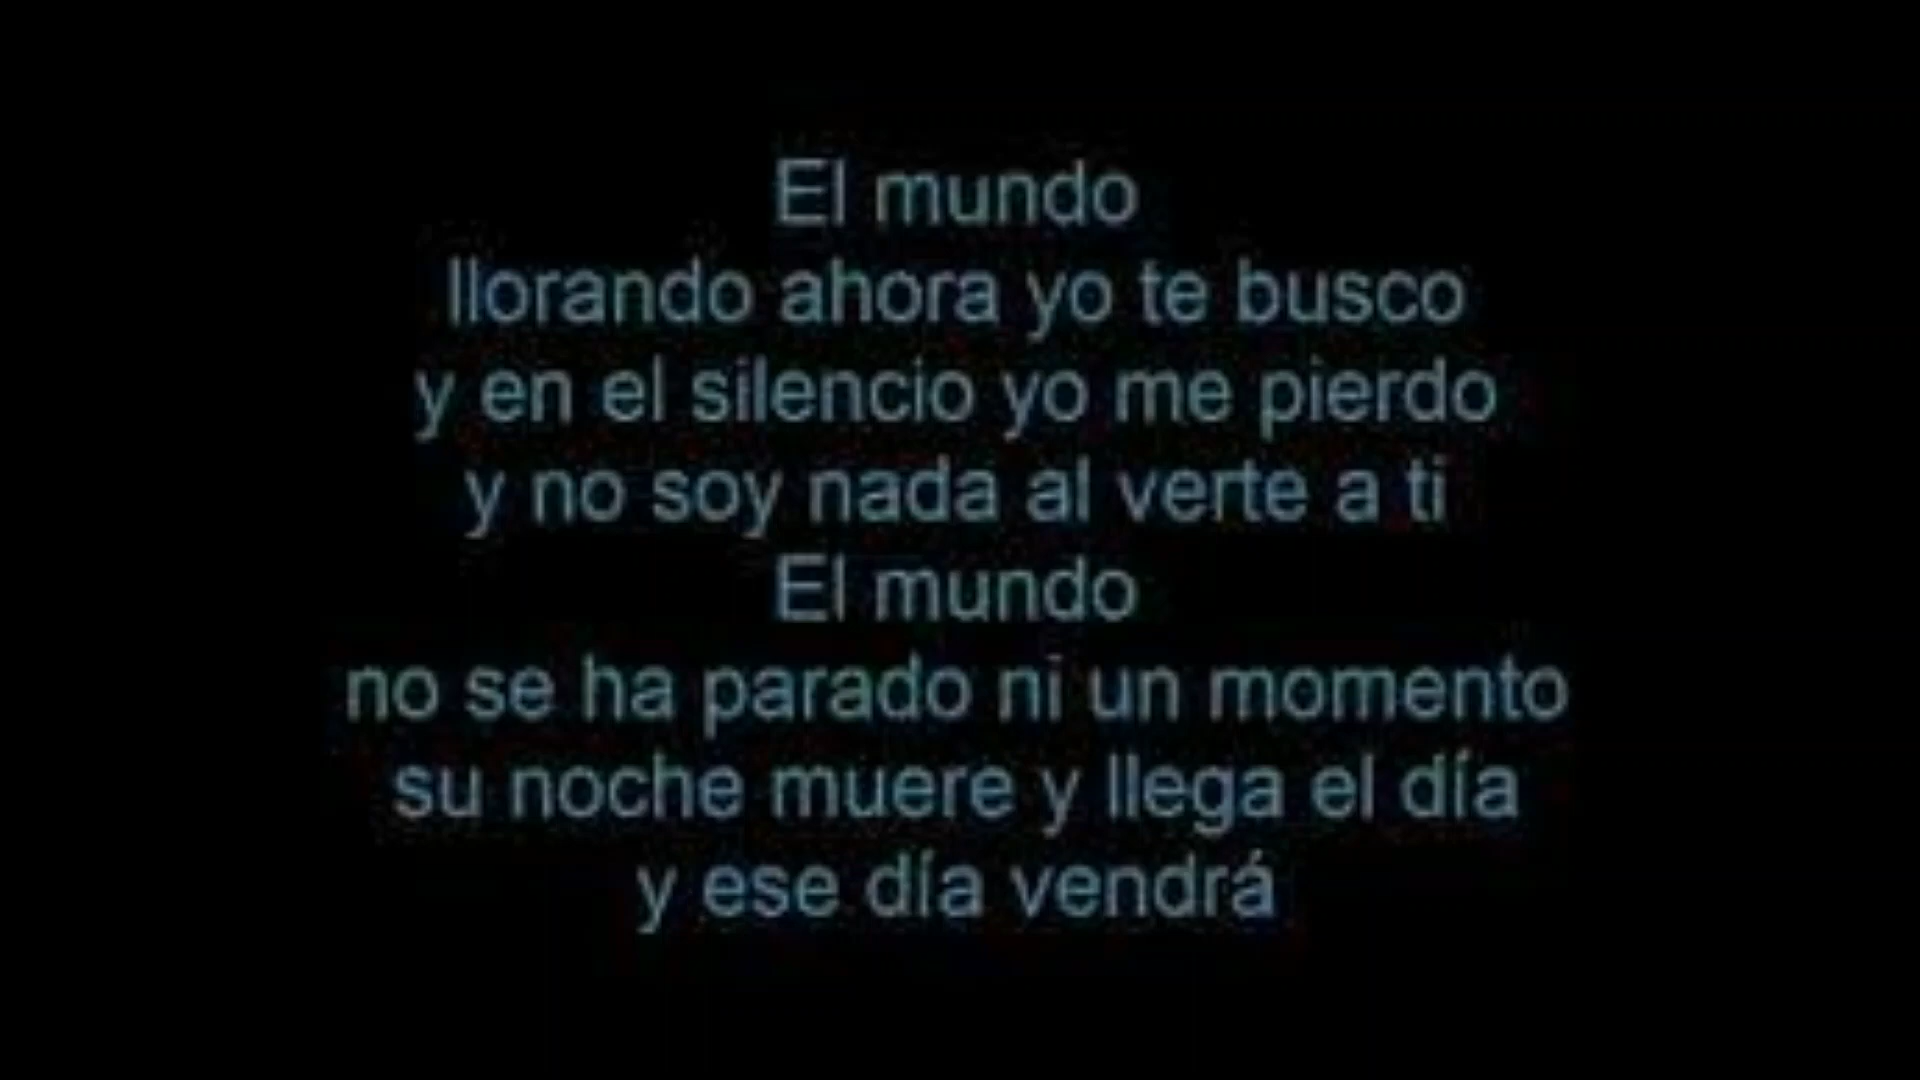 El mundo
llorando ahora yo te busco
y en el silencio yo me pierdo
y no soy nada al verte a ti
El mundo
no se ha parado ni un momento
su noche muere y llega el día
y ese día vendrá